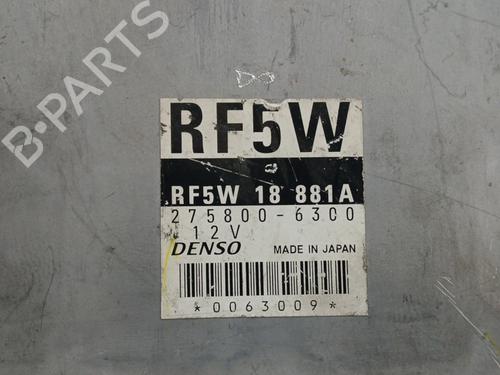 B-PARTS
RF5W
RF5W 18 881A
275800-6300
12V
DENSO MADE IN JAPAN
*0063009*